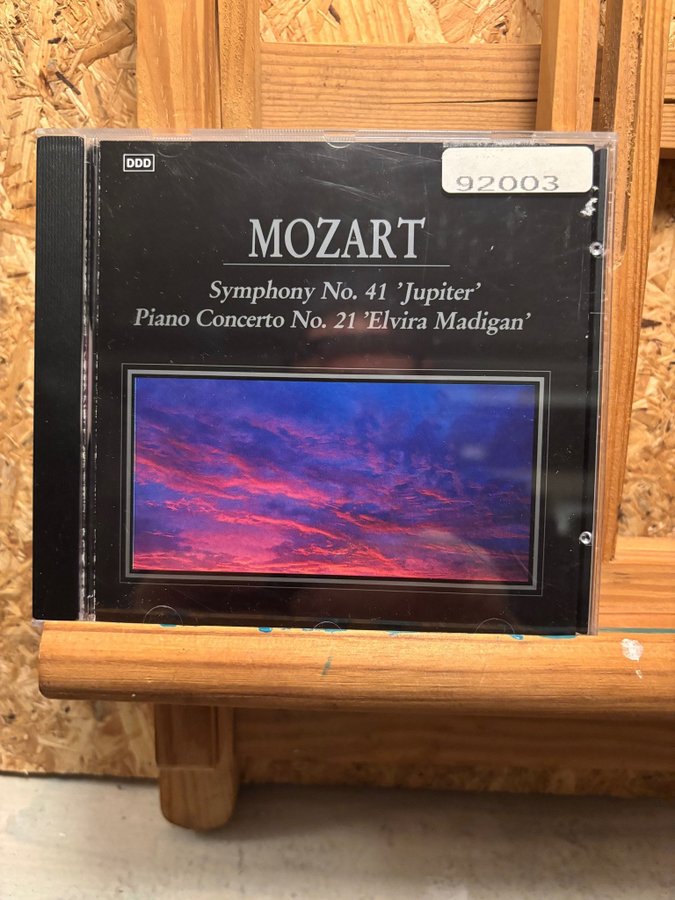 DDD
92003
MOZART
Symphony No. 41 'Jupiter'
Piano Concerto No. 21 'Elvira Madigan'